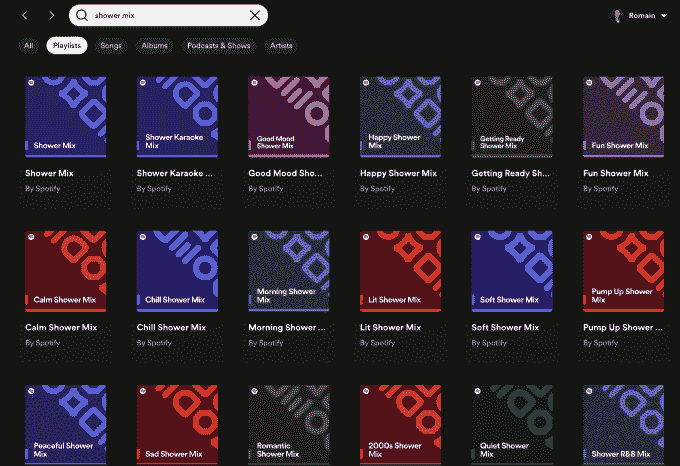 shower mix
Romain
All
Playlists
Songs
Albums
Podcasts & Shows
Artists
Shower Mix
Shower Karaoke
Mix
Good Mood
Shower Mix
Happy Shower
Mix
Getting Ready
Shower Mix
Fun Shower Mix
Shower Mix
Shower Karaoke ...
Good Mood Sho...
Happy Shower Mix
Getting Ready Sh...
Fun Shower Mix
By Spotify
By Spotify
By Spotify
By Spotify
By Spotify
By Spotify
Calm Shower Mix
Chill Shower Mix
Morning Shower
Mix
Lit Shower Mix
Soft Shower Mix
Pump Up Shower
Mix
Calm Shower Mix
Chill Shower Mix
Morning Shower ...
Lit Shower Mix
Soft Shower Mix
Pump Up Shower ...
By Spotify
By Spotify
By Spotify
By Spotify
By Spotify
By Spotify
Peaceful Shower
Mix
Sad Shower Mix
Romantic
Shower Mix
2000s Shower
Mix
Quiet Shower
Mix
Shower R&B Mix